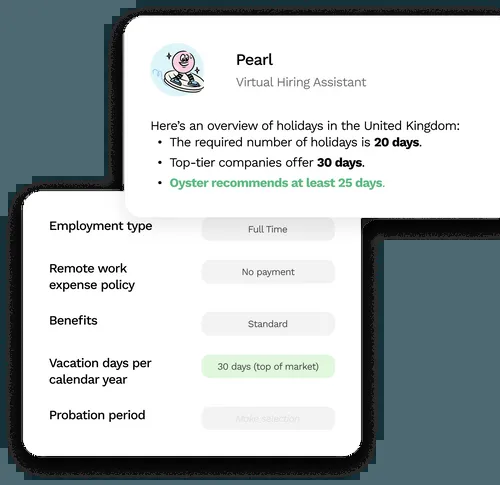 Pearl
Virtual Hiring Assistant
Here's an overview of holidays in the United Kingdom:
• The required number of holidays is 20 days.
• Top-tier companies offer 30 days.
• Oyster recommends at least 25 days.
Employment type
Full Time
Remote work
expense policy
No payment
Benefits
Standard
Vacation days per
calendar year
30 days (top of market)
Probation period
Make selection